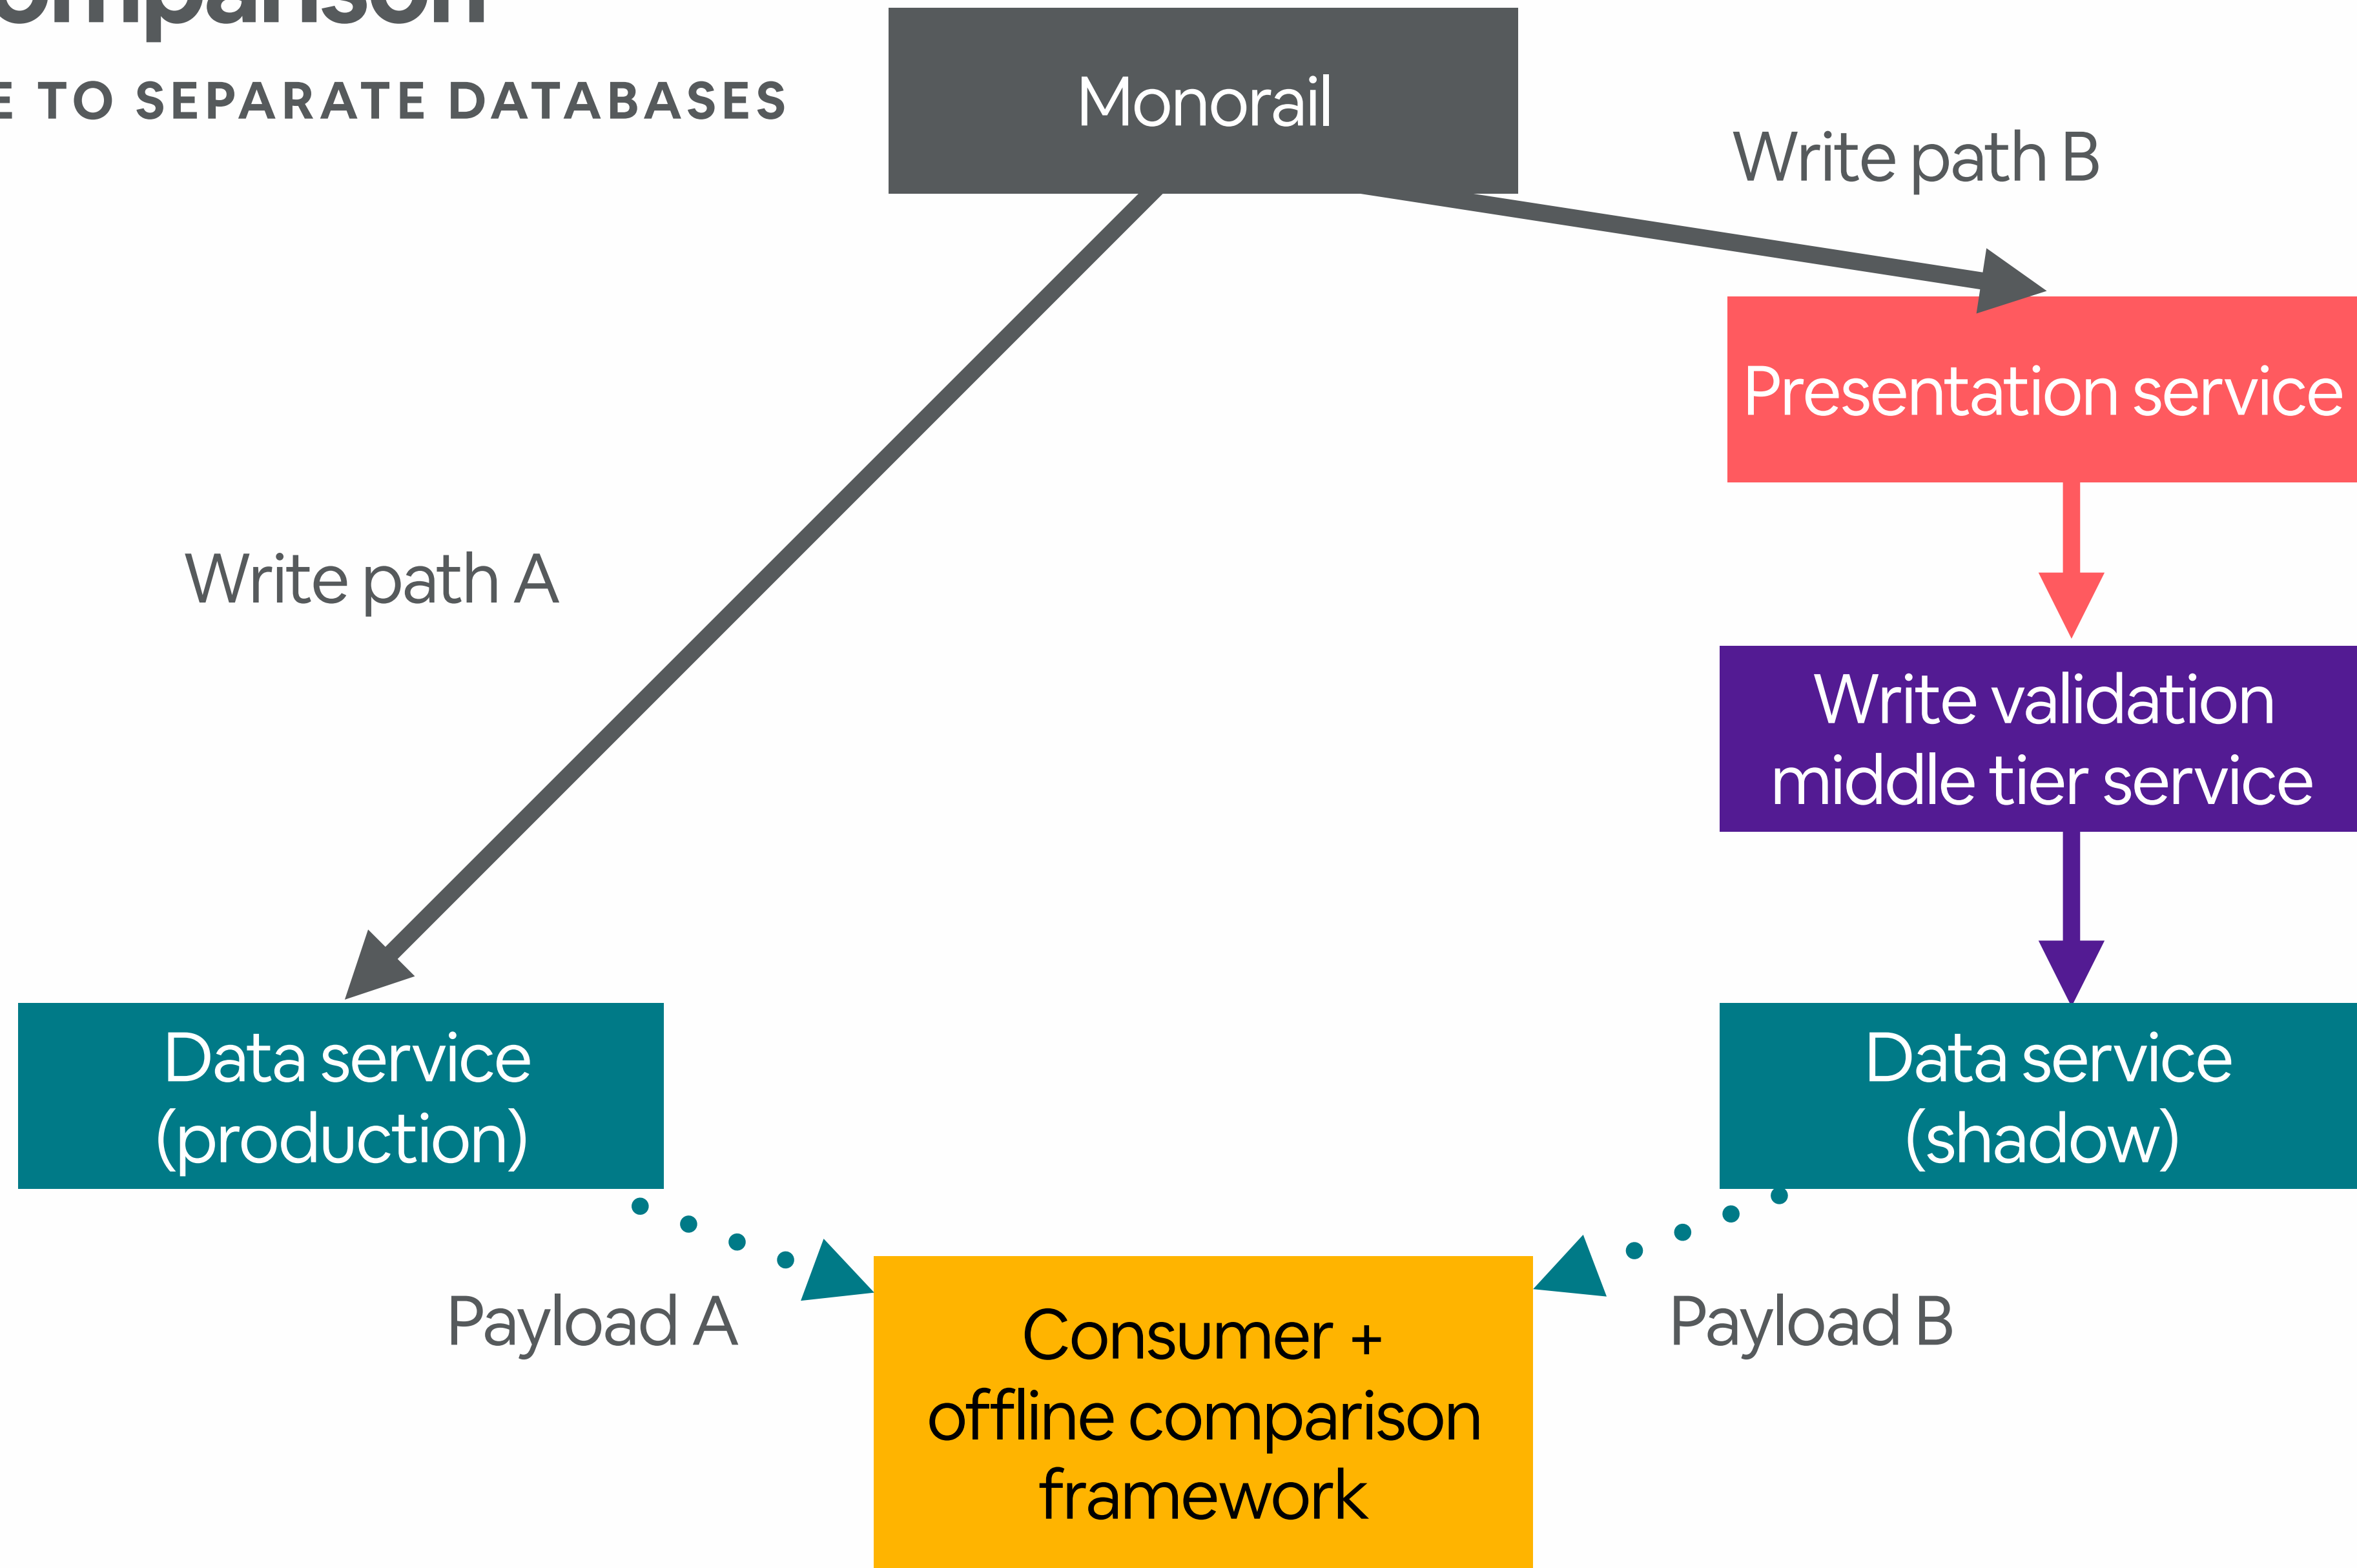 omparison
E TO SEPARATE DATABASES
Monorail
Write path B
Presentation service
Write path A
Write validation
middle tier service
Data service
(production)
Data service
(shadow)
Payload A
Payload B
Consumer +
offline comparison
framework